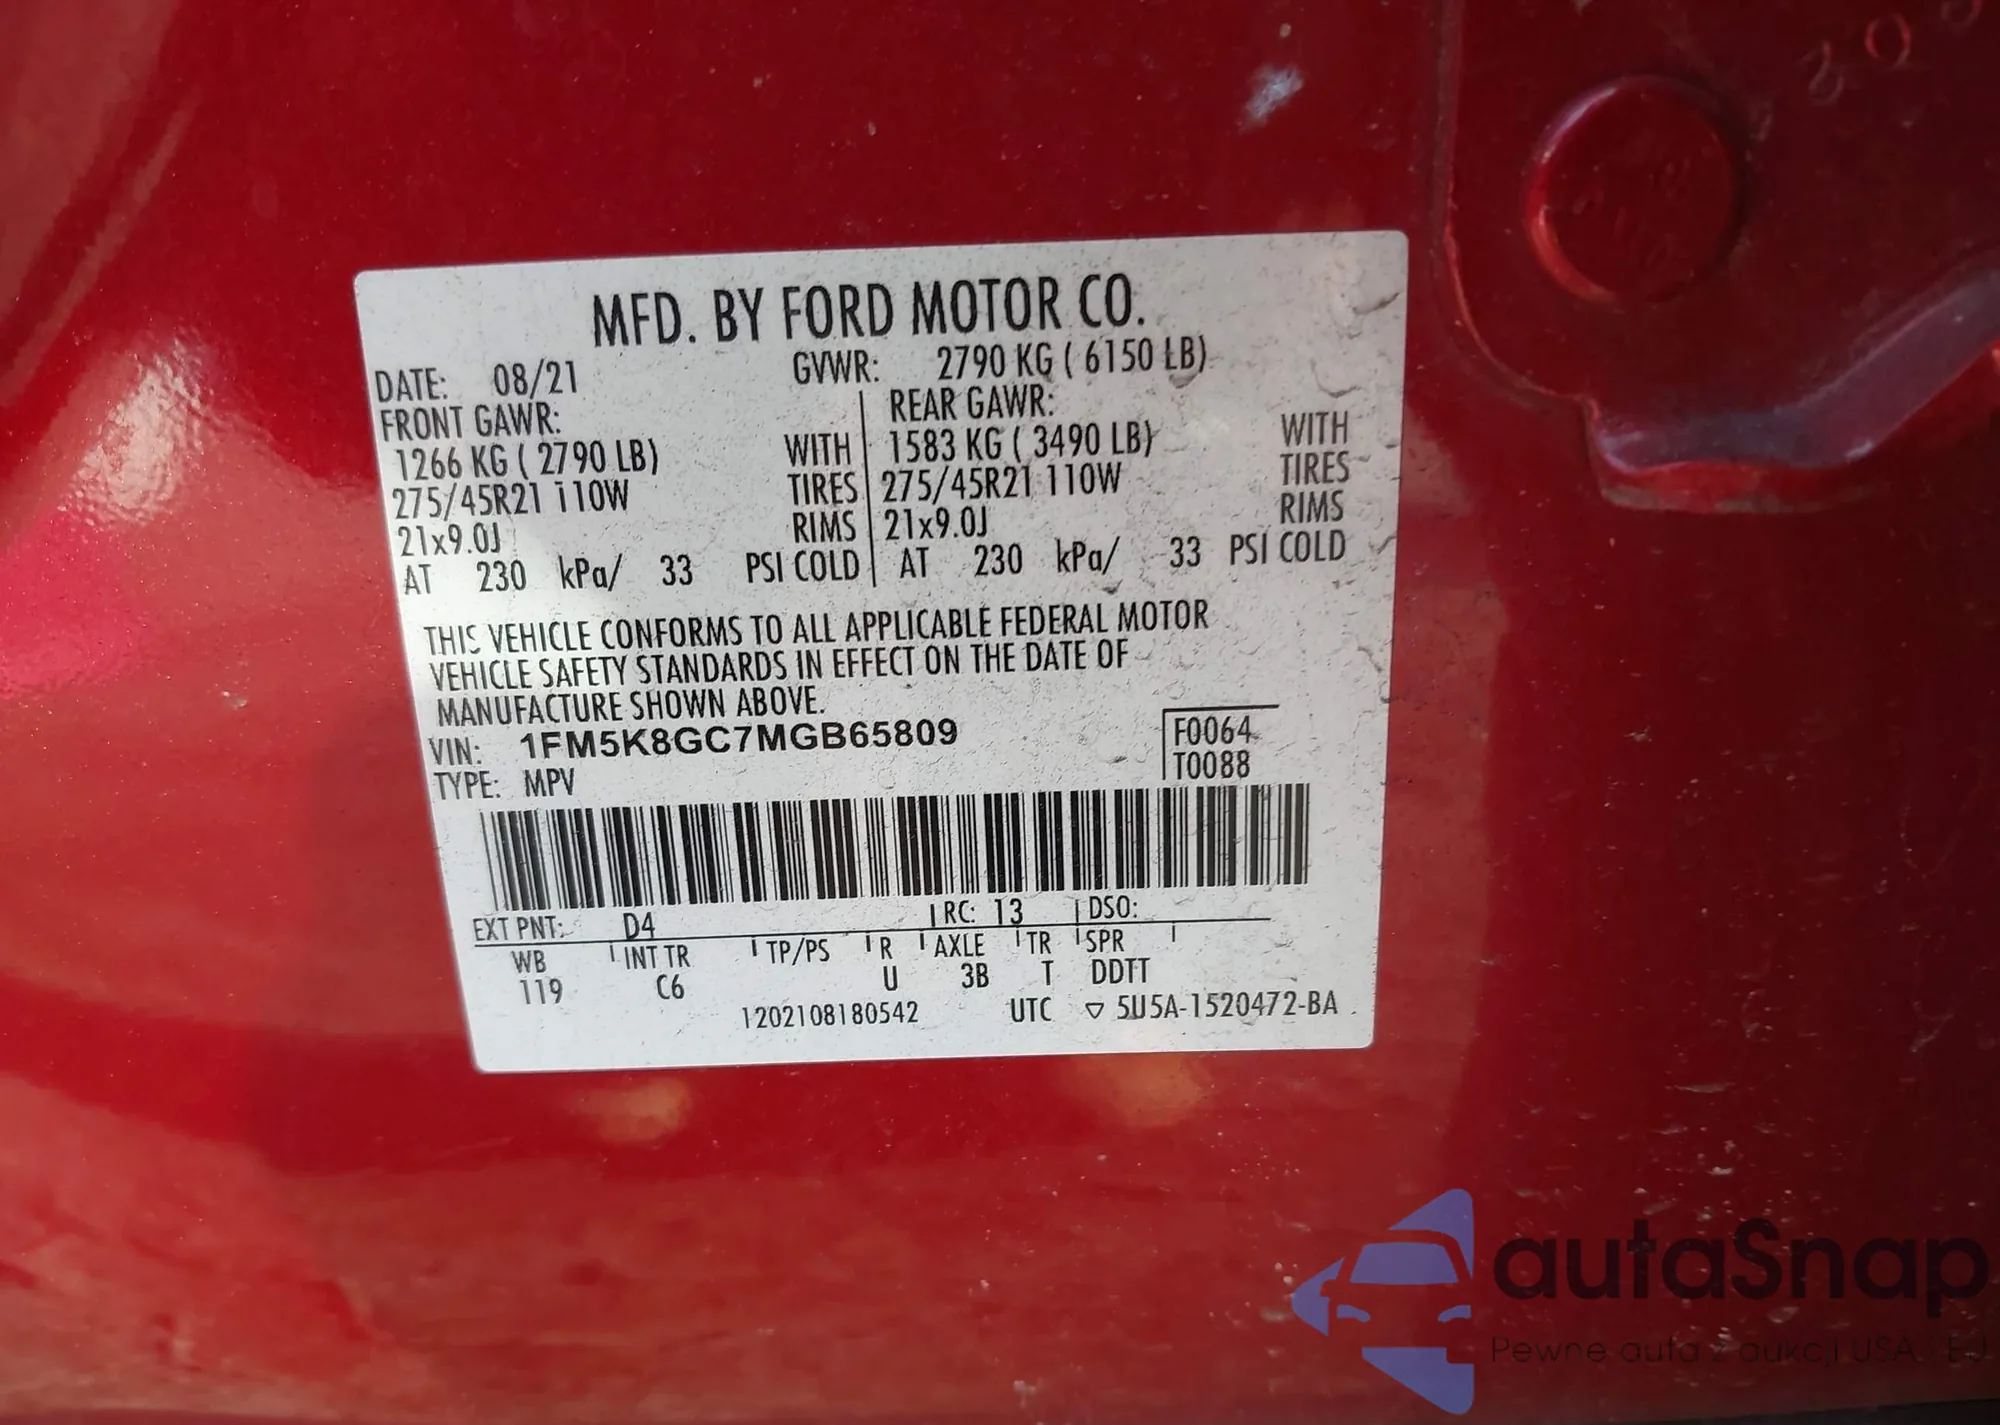 MFD. BY FORD MOTOR CO.
DATE: 08/21 GVWR: 2790 KG ( 6150 LB)
FRONT GAWR: REAR GAWR:
1266 KG ( 2790 LB) WITH 1583 KG ( 3490 LB) WITH
275/45R21 110W TIRES 275/45R21 110W TIRES
21x9.0J RIMS 21x9.0J RIMS
AT 230 kPa/ 33 PSI COLD AT 230 kPa/ 33 PSI COLD
THIS VEHICLE CONFORMS TO ALL APPLICABLE FEDERAL MOTOR
VEHICLE SAFETY STANDARDS IN EFFECT ON THE DATE OF
MANUFACTURE SHOWN ABOVE.
VIN: 1FM5K8GC7MGB65809 F0064
TYPE: MPV T0088
EXT PNT: D4 RC: 13 DSO:
WB INT TR TP/PS R AXLE TR SPR
119 C6 U 3B T DDTT
1202108180542 UTC ▽ 5U5A-1520472-BA
autaSnap
Pewne auta z aukcji USA i EU